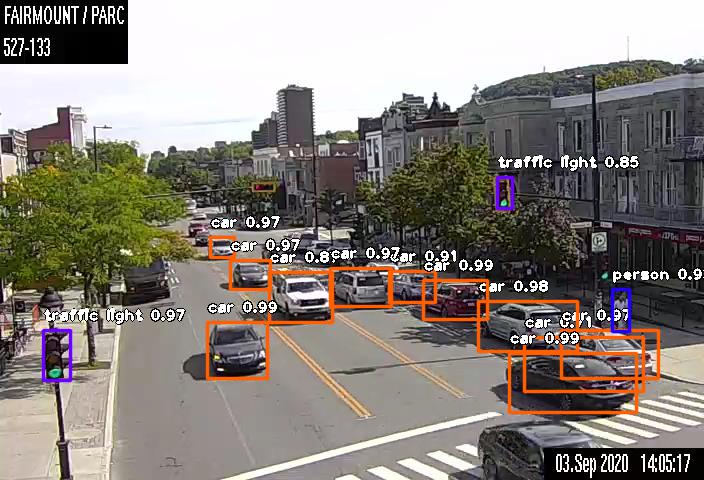 FAIRMOUNT / PARC
527-133
traffic light 0.85
car 0.97
car 0.97
car 0.97
car 0.91
car 0.99
person 0.9
car 0.98
car 0.99
traffic light 0.97
car 0.97
0.71
car 0.99
03.Sep 2020 14:05:17